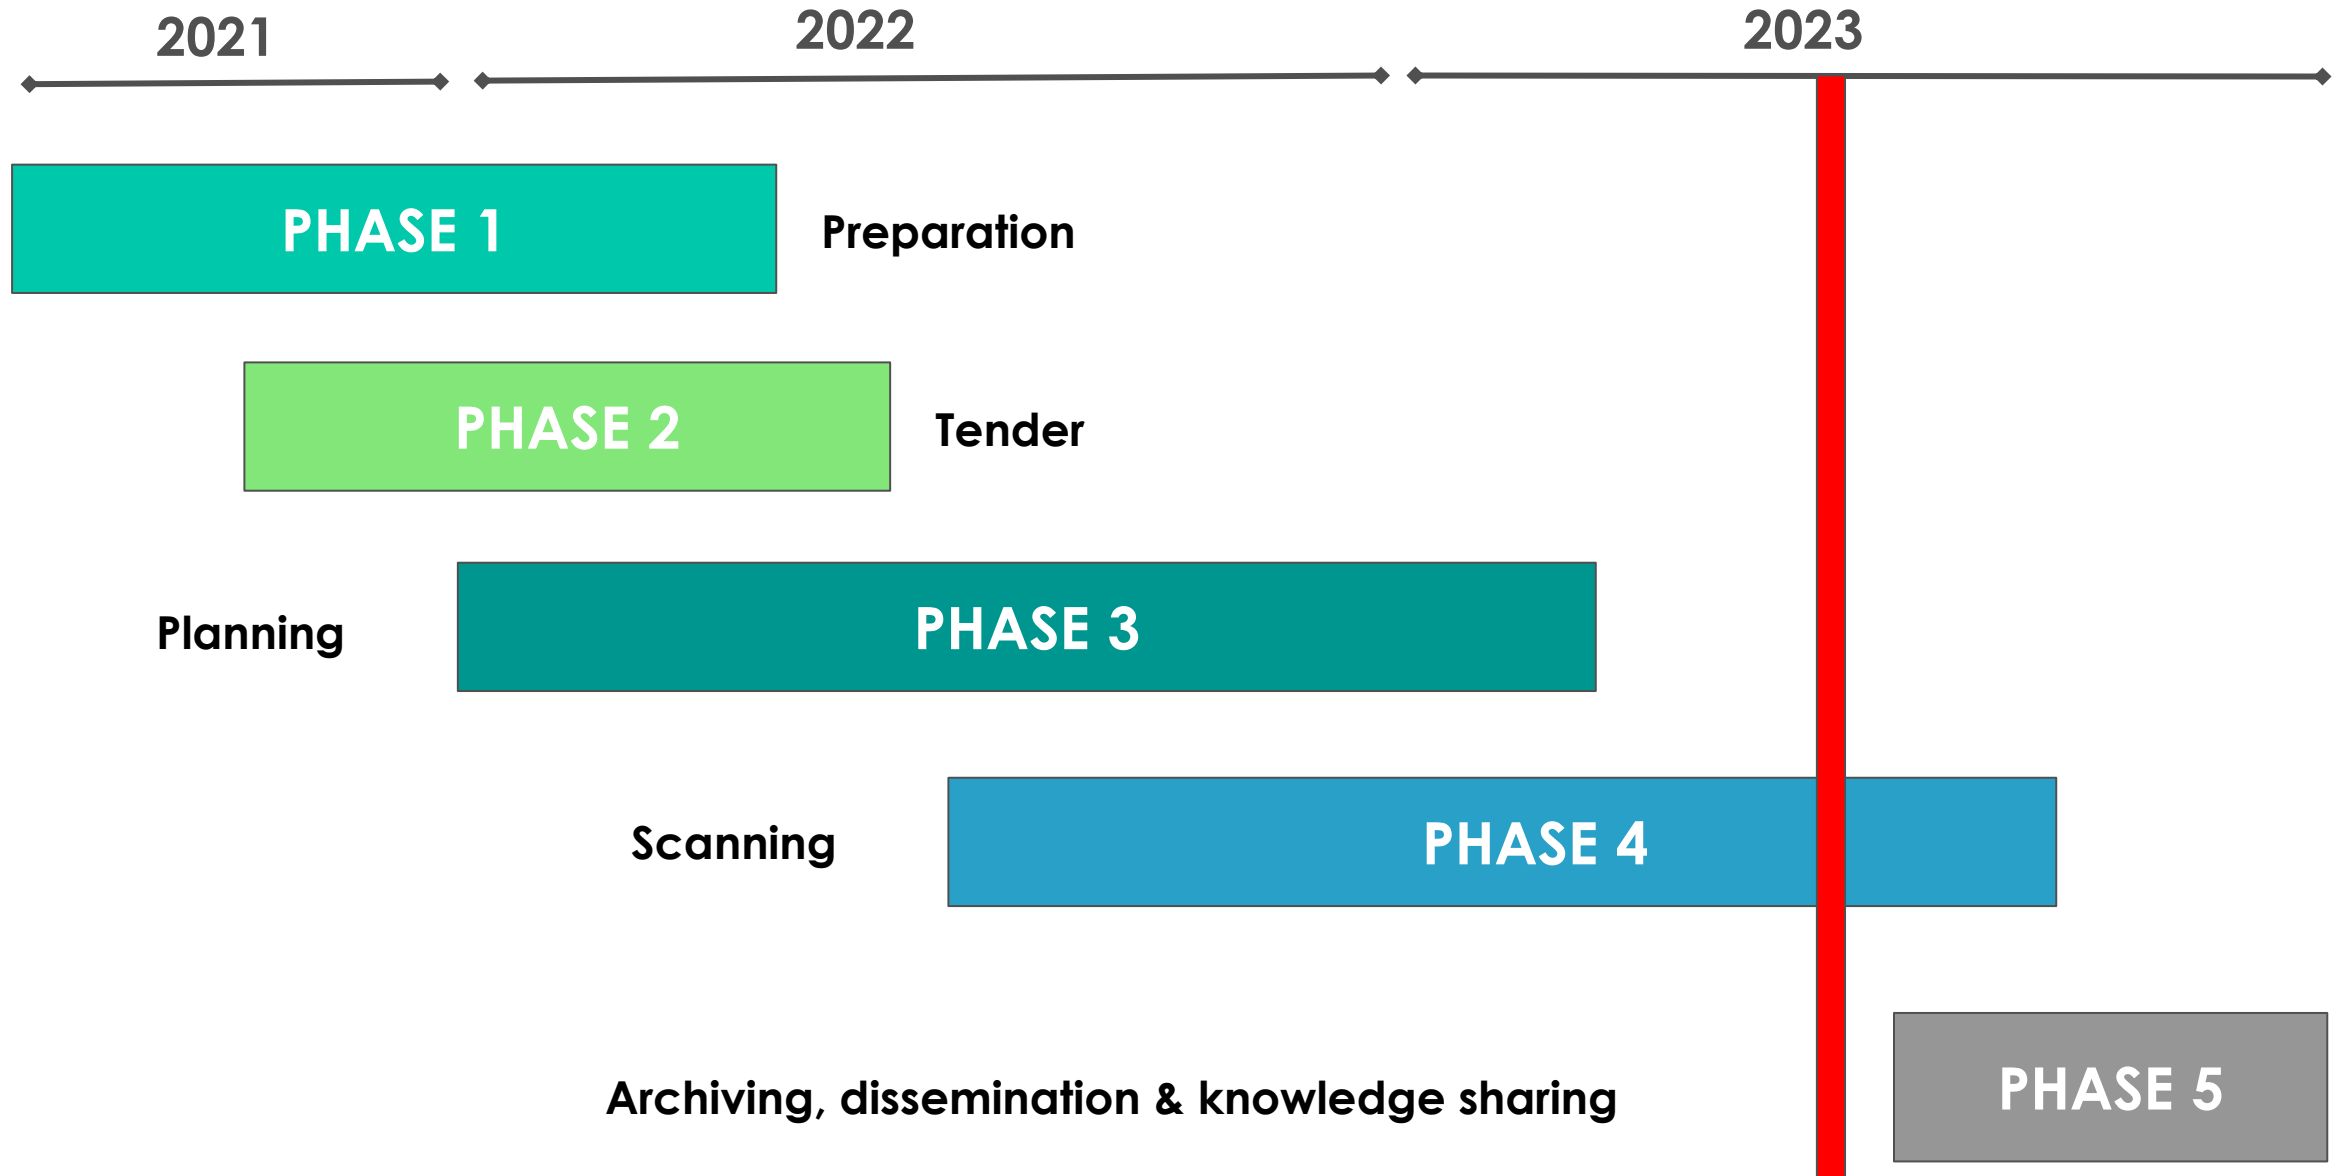 2021
2022
2023
PHASE 1
Preparation
PHASE 2
Tender
Planning
PHASE 3
Scanning
PHASE 4
Archiving, dissemination & knowledge sharing
PHASE 5